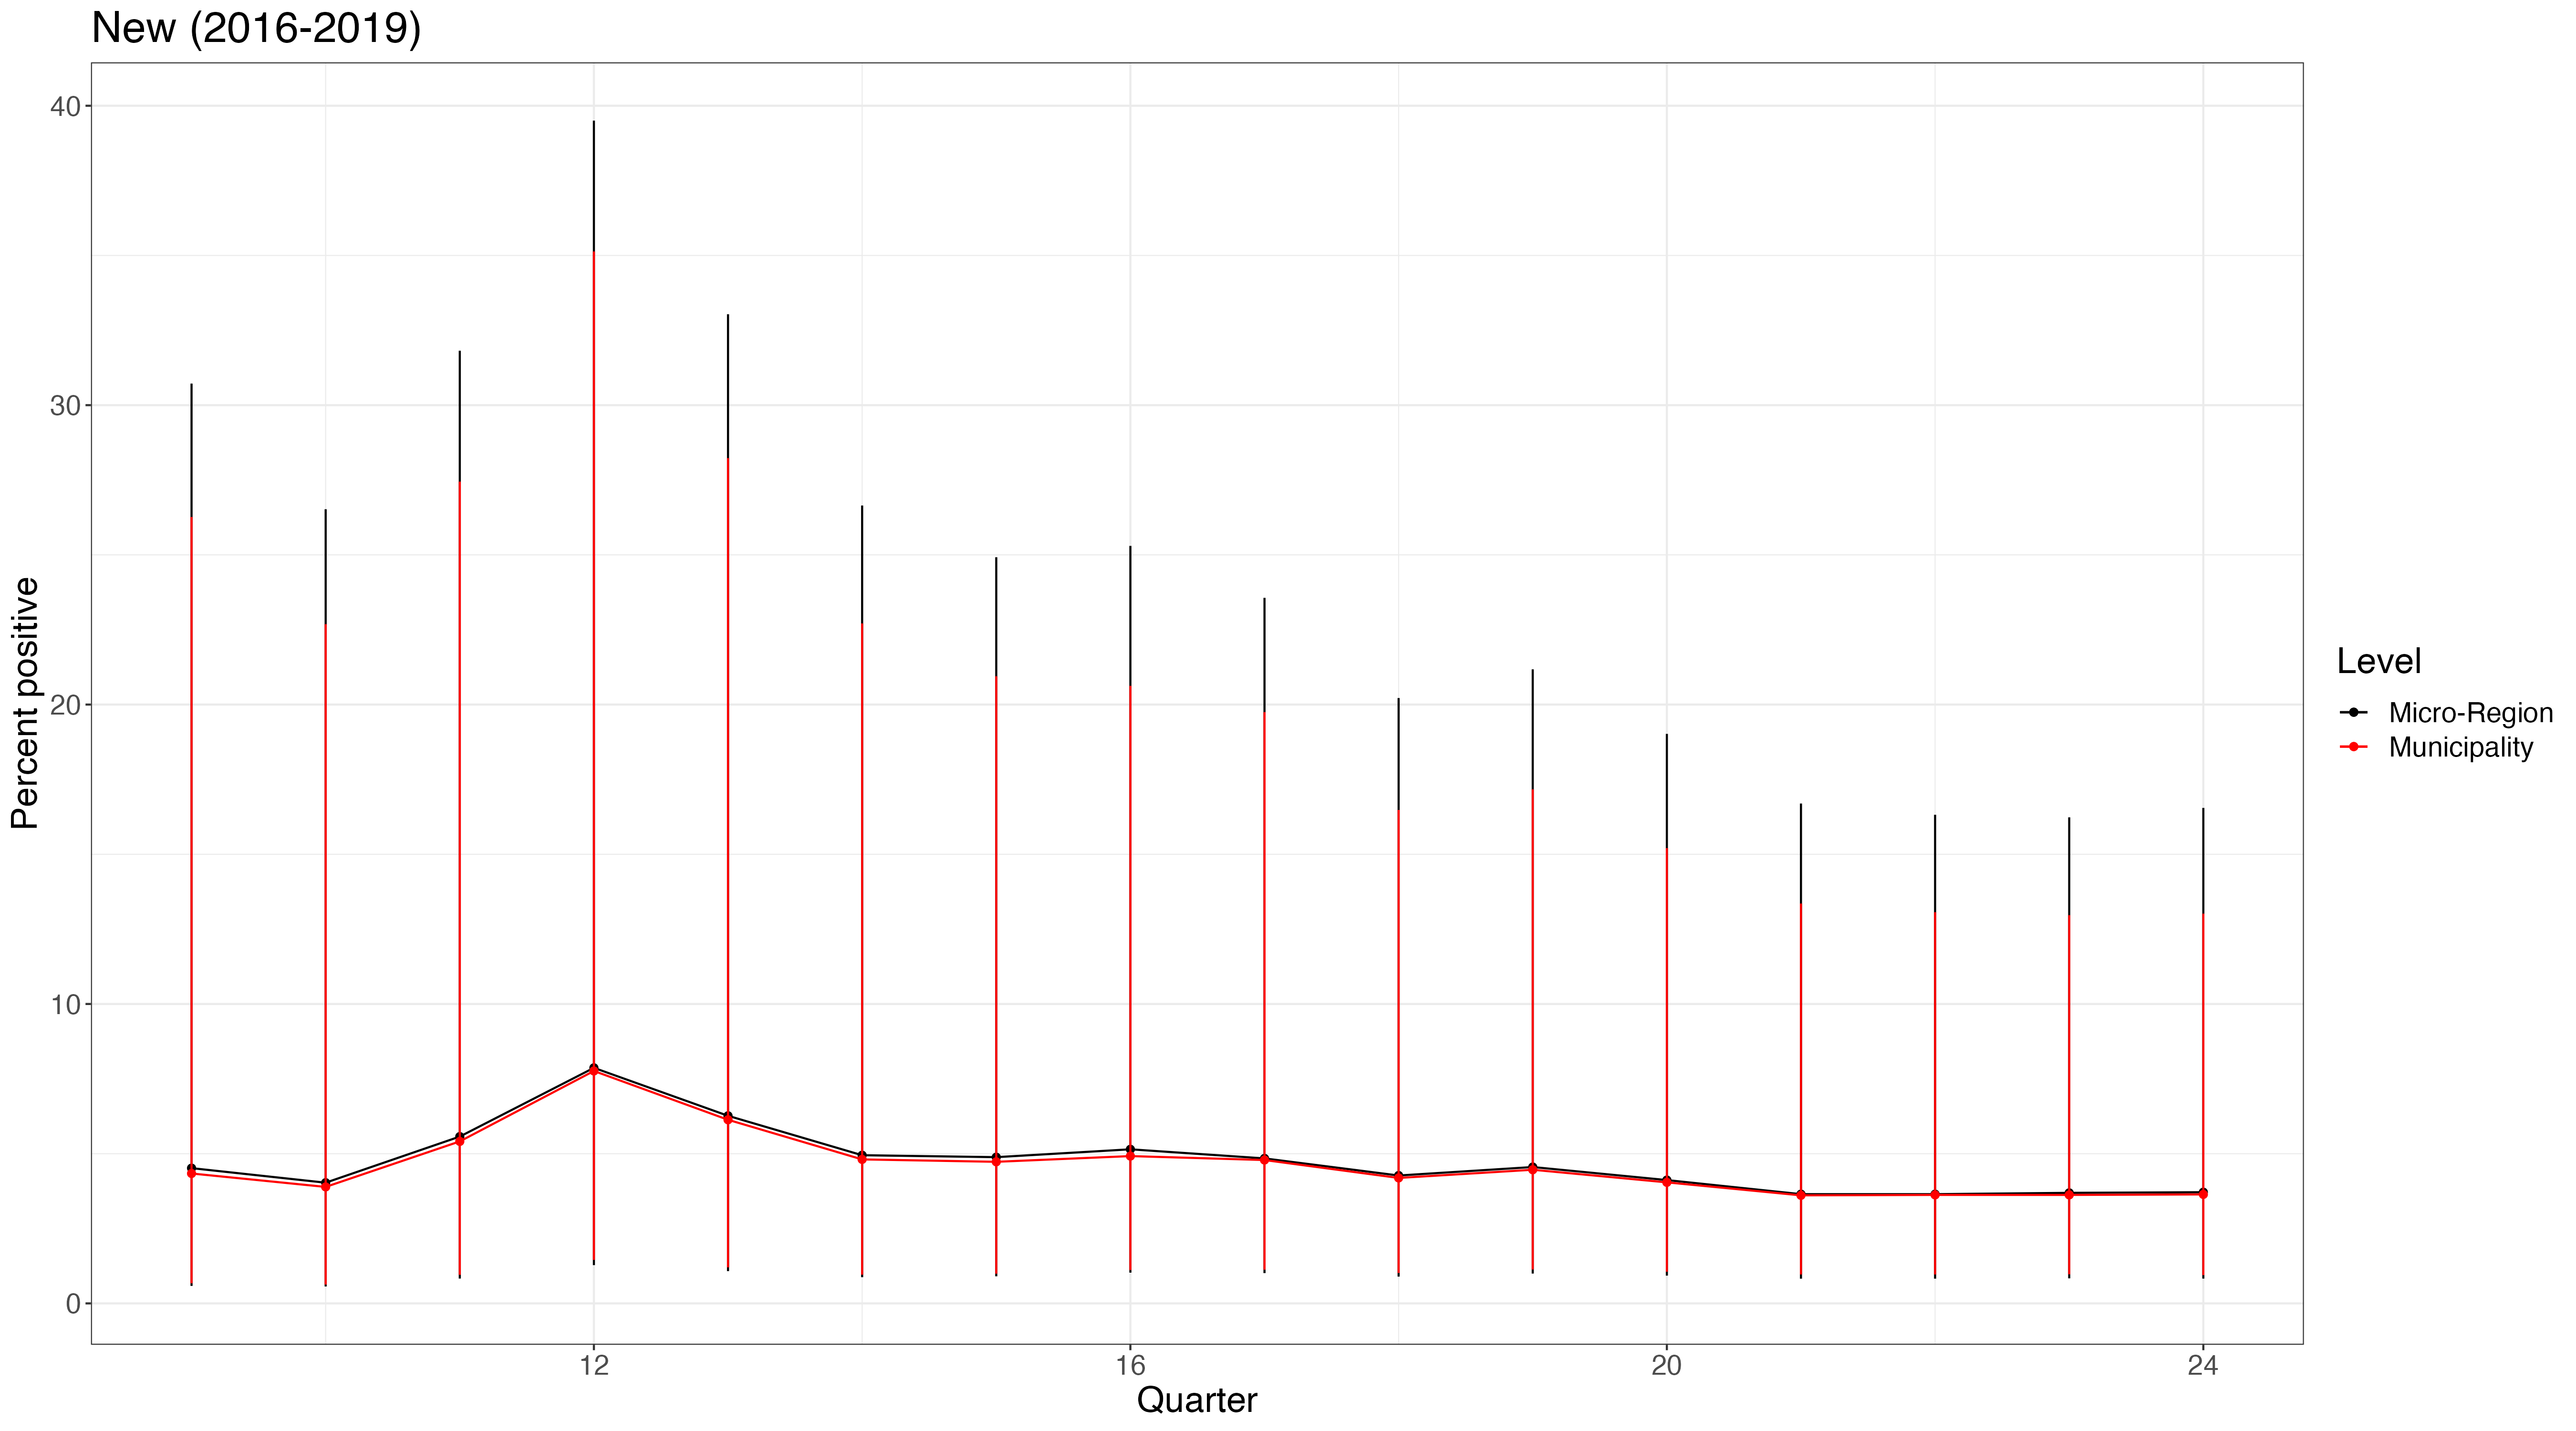 New (2016-2019)
40
30
20
10
0
Percent positive
12
16
20
24
Quarter
Level
Micro-Region
Municipality